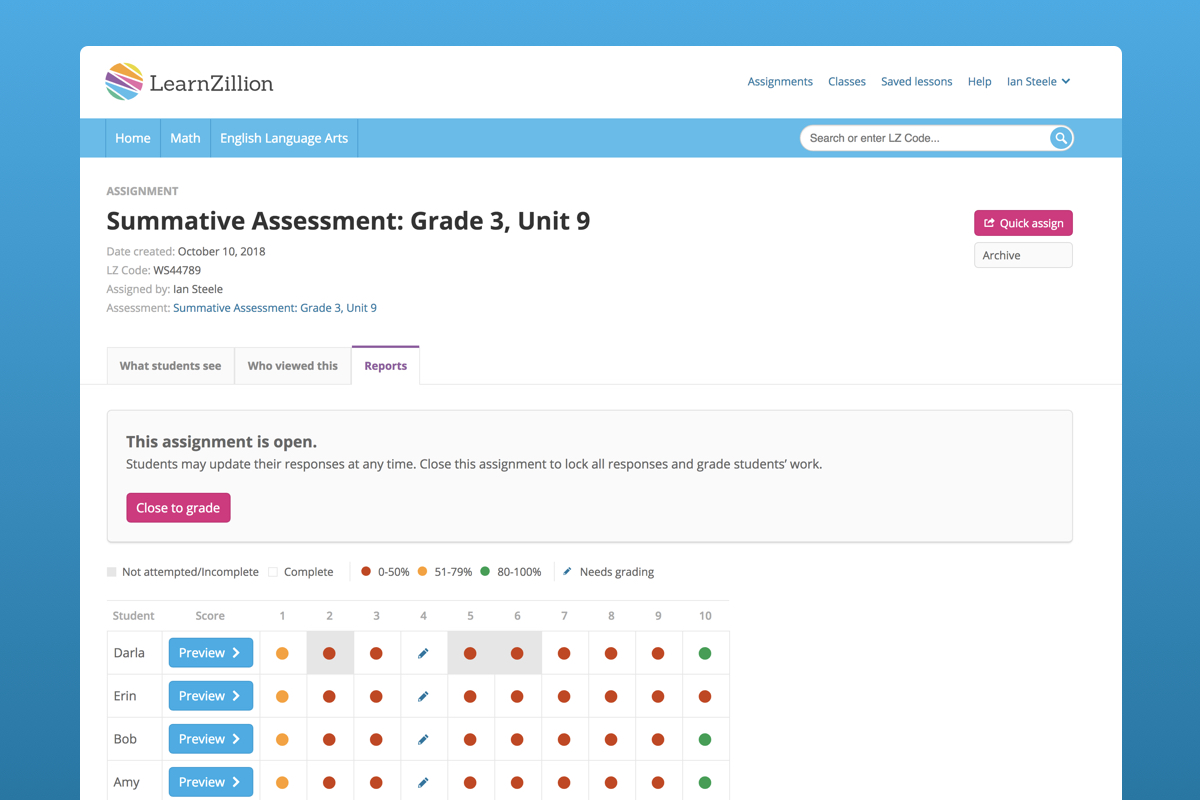 LearnZillion
Assignments Classes Saved lessons Help Ian Steele
Home Math English Language Arts Search or enter LZ Code...
ASSIGNMENT
Summative Assessment: Grade 3, Unit 9
Quick assign
Date created: October 10, 2018
Archive
LZ Code: WS44789
Assigned by: Ian Steele
Assessment: Summative Assessment: Grade 3, Unit 9
What students see Who viewed this Reports
This assignment is open.
Students may update their responses at any time. Close this assignment to lock all responses and grade students’ work.
Close to grade
Not attempted/Incomplete Complete 0-50% 51-79% 80-100% Needs grading
Student Score 1 2 3 4 5 6 7 8 9 10
Darla Preview
Erin Preview
Bob Preview
Amy Preview